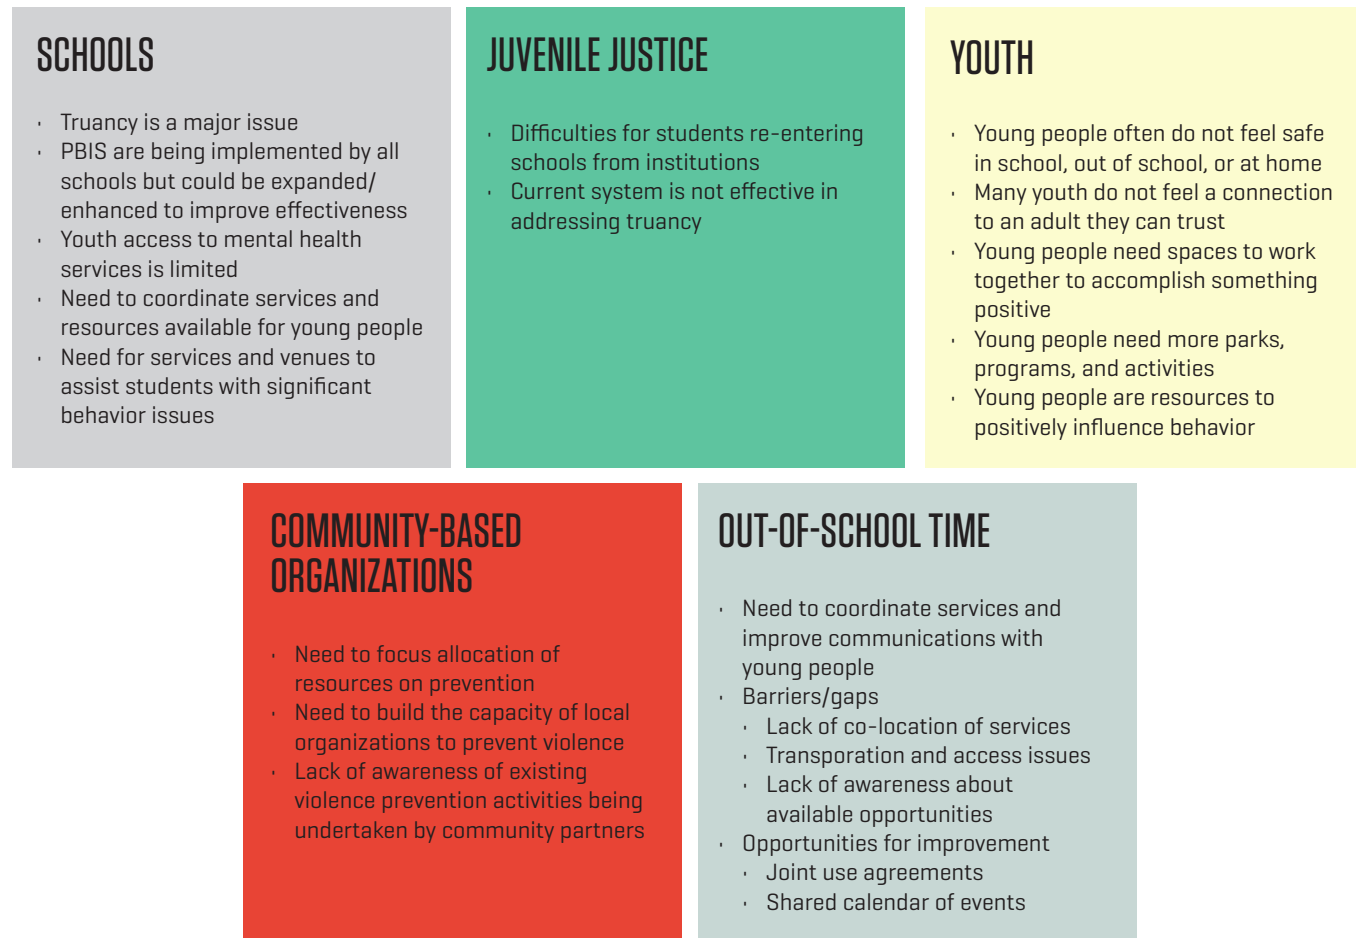 SCHOOLS
· Truancy is a major issue
· PBIS are being implemented by all
schools but could be expanded/
enhanced to improve effectiveness
· Youth access to mental health
services is limited
· Need to coordinate services and
resources available for young people
· Need for services and venues to
assist students with significant
behavior issues
JUVENILE JUSTICE
· Difficulties for students re-entering
schools from institutions
· Current system is not effective in
addressing truancy
YOUTH
· Young people often do not feel safe
in school, out of school, or at home
· Many youth do not feel a connection
to an adult they can trust
· Young people need spaces to work
together to accomplish something
positive
· Young people need more parks,
programs, and activities
· Young people are resources to
positively influence behavior
COMMUNITY-BASED
ORGANIZATIONS
· Need to focus allocation of
resources on prevention
· Need to build the capacity of local
organizations to prevent violence
· Lack of awareness of existing
violence prevention activities being
undertaken by community partners
OUT-OF-SCHOOL TIME
· Need to coordinate services and
improve communications with
young people
· Barriers/gaps
· Lack of co-location of services
· Transporation and access issues
· Lack of awareness about
available opportunities
· Opportunities for improvement
· Joint use agreements
· Shared calendar of events